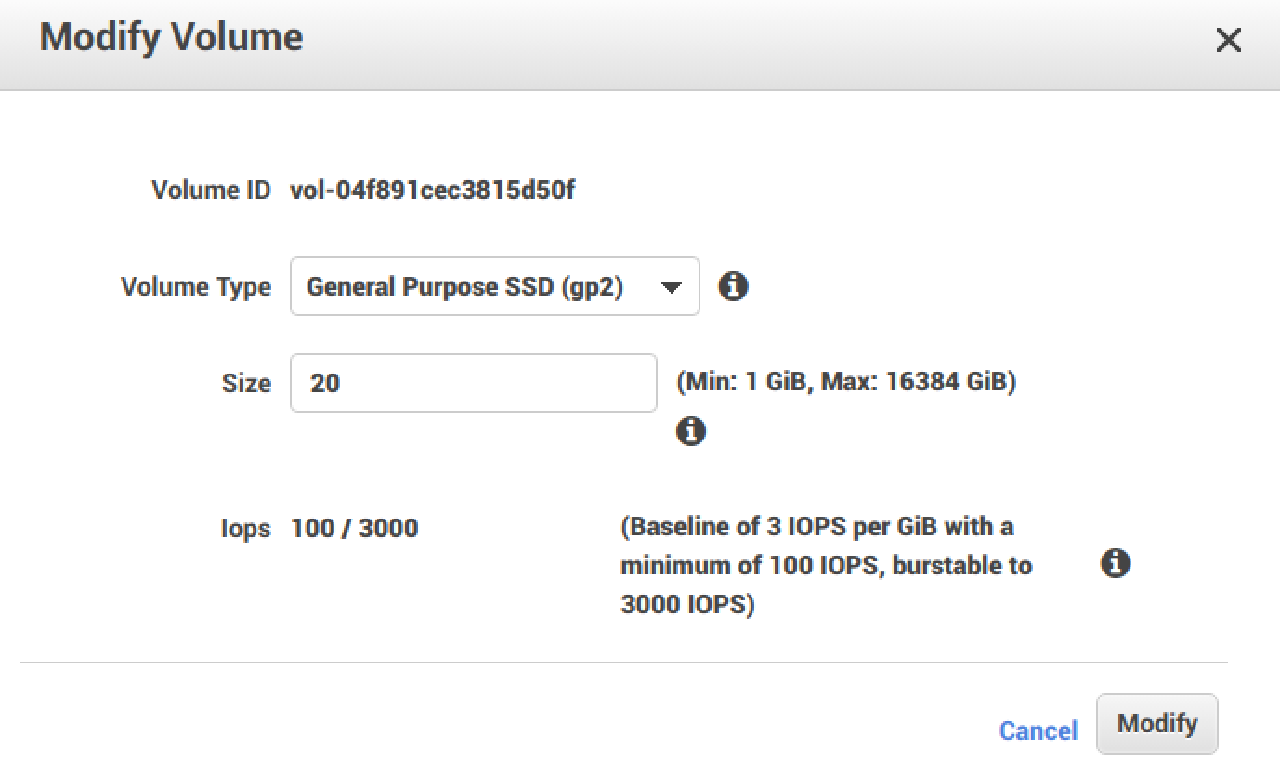 Modify Volume
Volume ID vol-04f891cec3815d50f
Volume Type General Purpose SSD (gp2)
Size 20 (Min: 1 GiB, Max: 16384 GiB)
Iops 100 / 3000 (Baseline of 3 IOPS per GiB with a
minimum of 100 IOPS, burstable to
3000 IOPS)
Cancel Modify